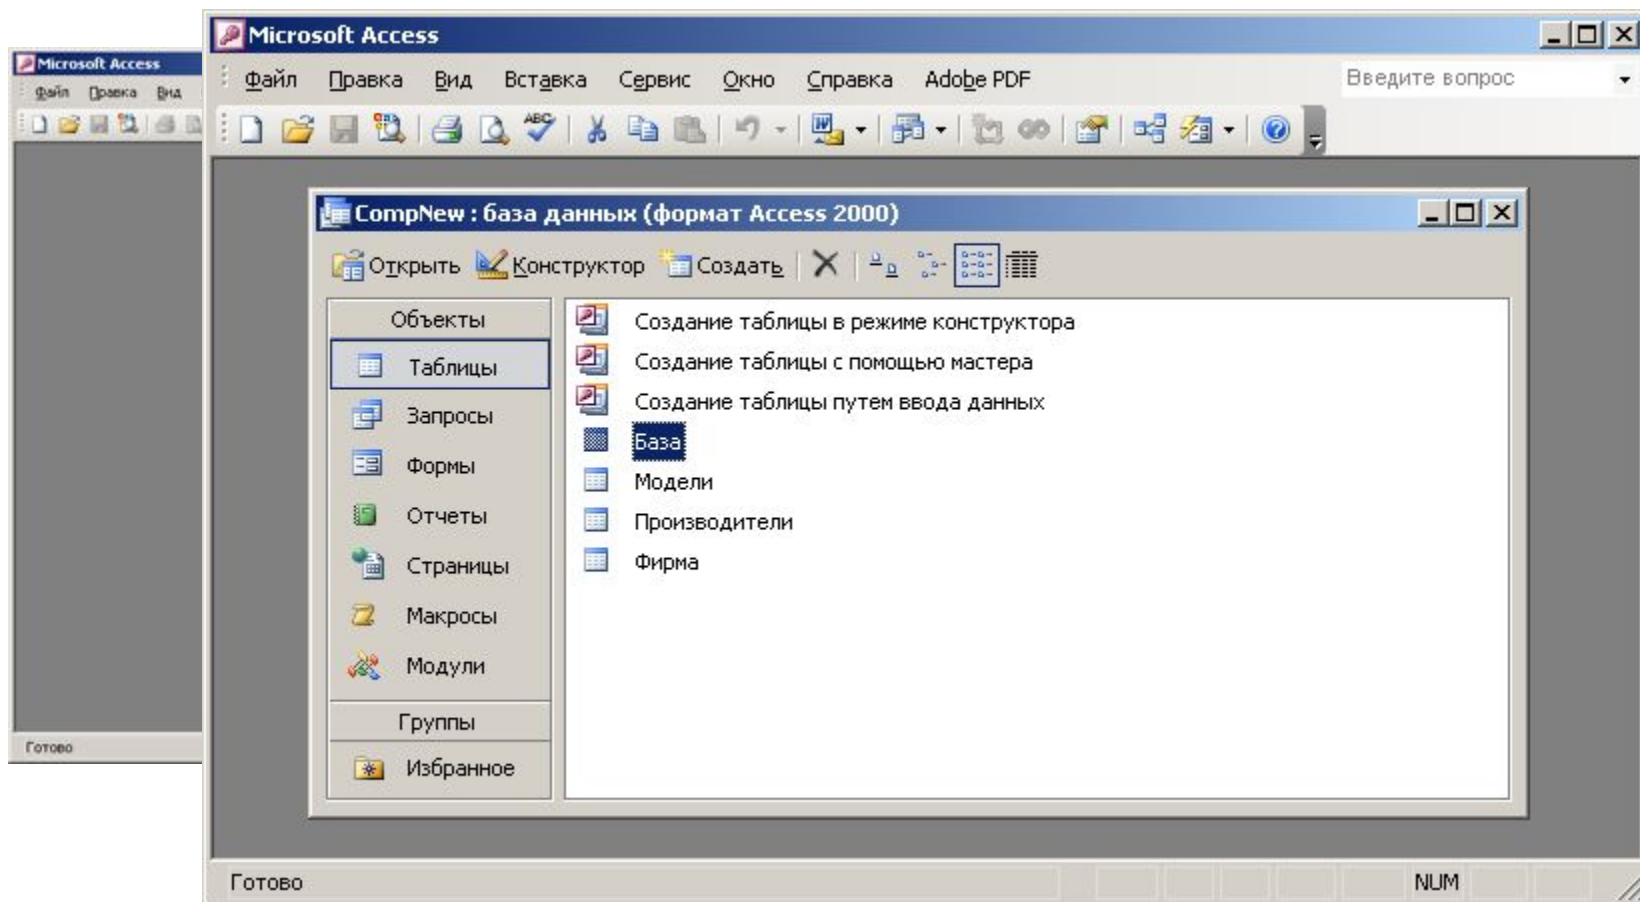 Microsoft Access
Файл Правка Вид
Готово
Microsoft Access
Файл Правка Вид Вставка Сервис Окно Справка Adobe PDF Введите вопрос
CompNew : база данных (формат Access 2000)
Открыть Конструктор Создать
Объекты
Таблицы
Запросы
Формы
Отчеты
Страницы
Макросы
Модули
Группы
Избранное
Создание таблицы в режиме конструктора
Создание таблицы с помощью мастера
Создание таблицы путем ввода данных
База
Модели
Производители
Фирма
Готово NUM